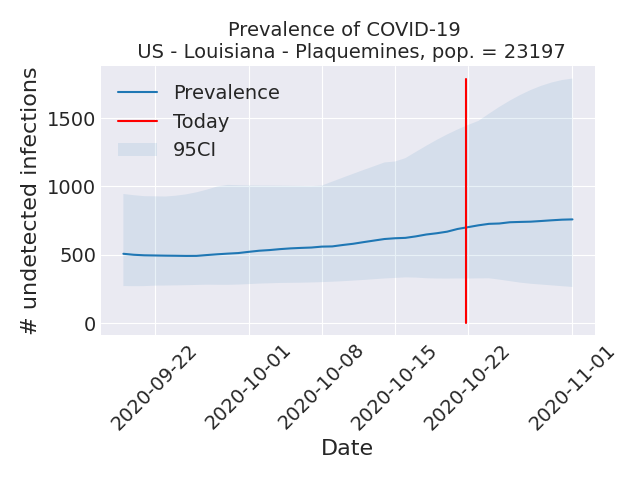 Prevalence of COVID-19
US - Louisiana - Plaquemines, pop. = 23197
# undetected infections
1500
1000
500
0
Prevalence
Today
95CI
2020-09-22
2020-10-01
2020-10-08
2020-10-15
2020-10-22
2020-11-01
Date